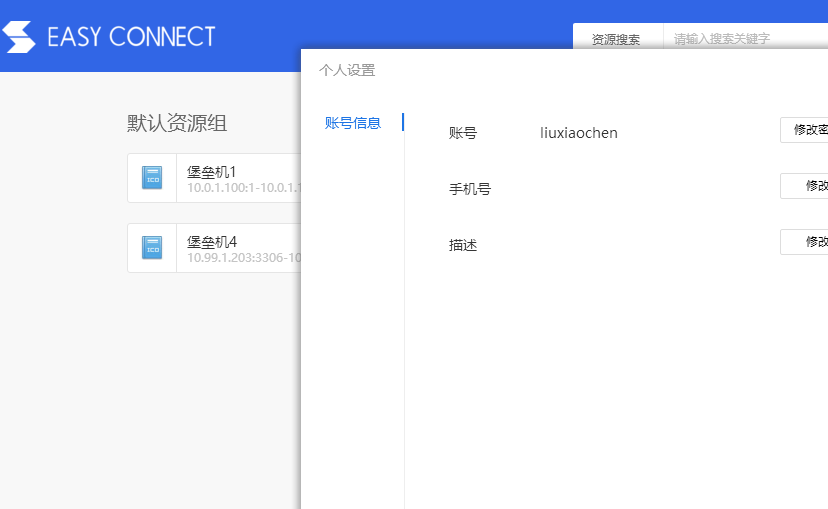 EASY CONNECT
资源搜索
请输入搜索关键字
个人设置
默认资源组
账号信息
账号
liuxiaochen
修改密
堡垒机1
10.0.1.100:1-10.0.1.1
手机号
修改
堡垒机4
10.99.1.203:3306-10
描述
修改
ICO
ICO